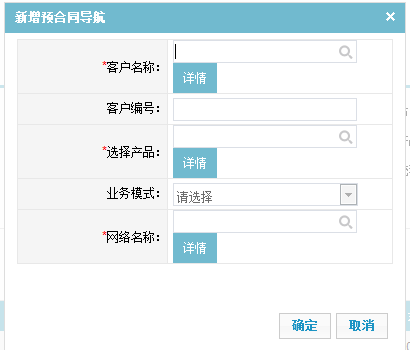 新增预合同导航 ×
*客户名称：
详情
客户编号：
*选择产品：
详情
业务模式： 请选择
*网络名称：
详情
确定 取消